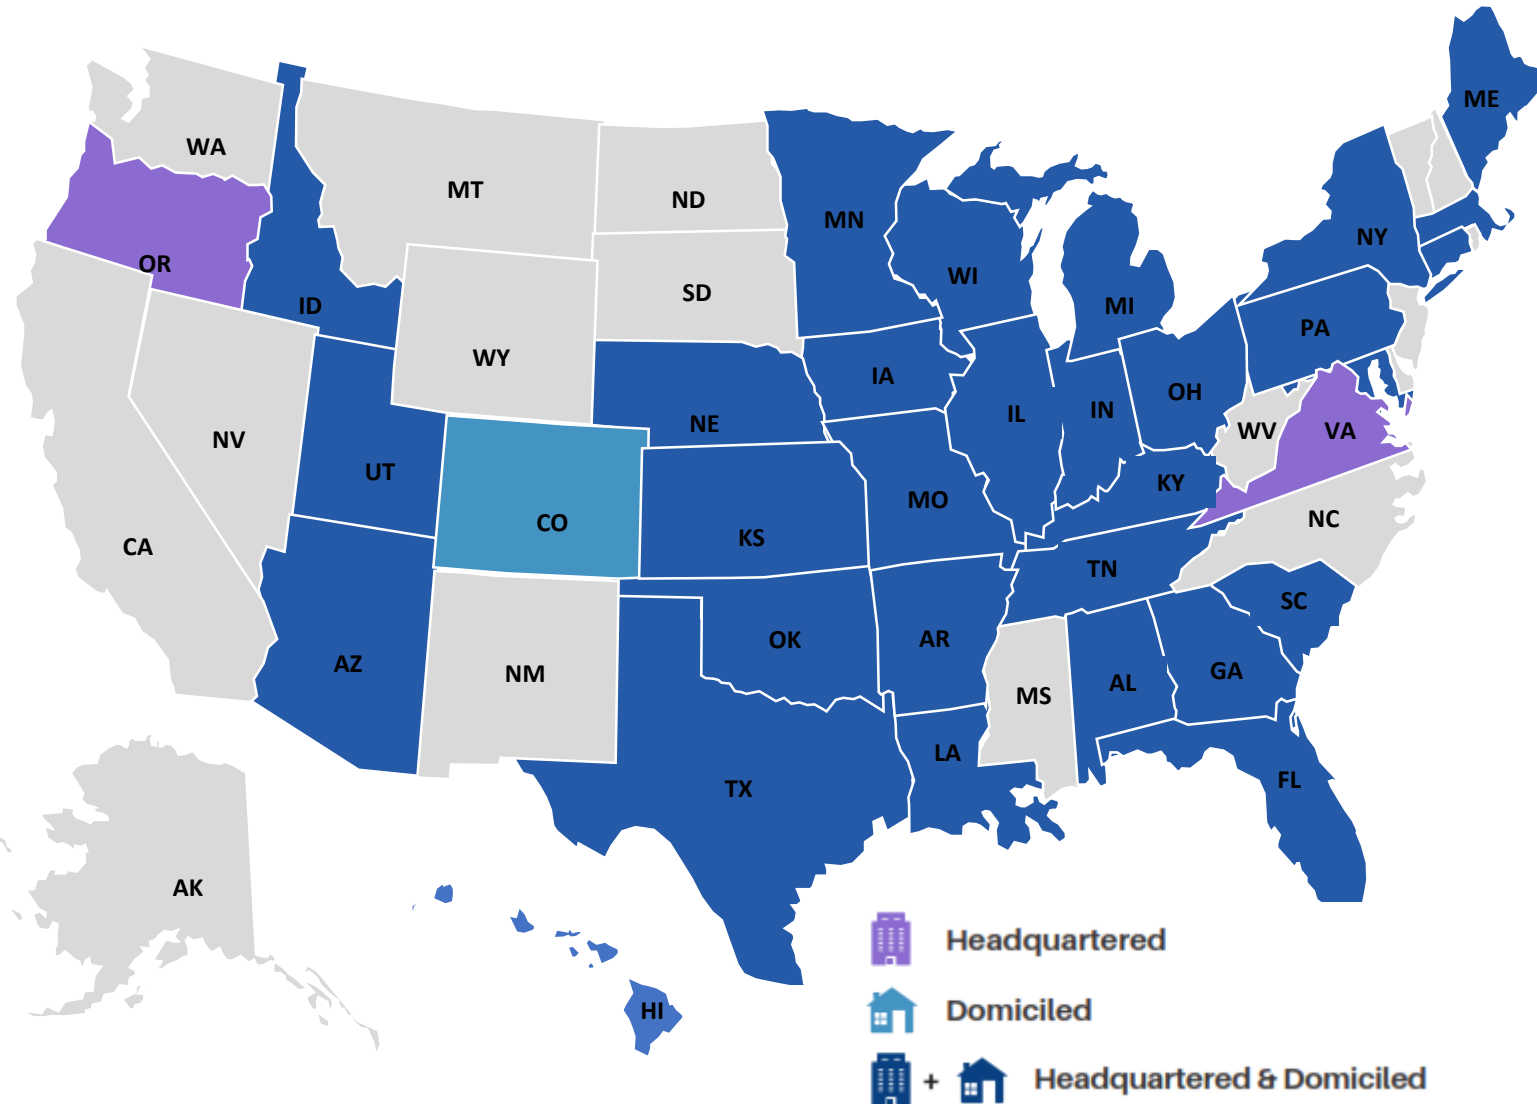 ME
WA
MT
ND
MN
NY
OR
WI
SD
ID
MI
PA
WY
IA
OH
IN
IL
NE
WV
VA
NV
UT
KY
MO
NC
CO
KS
CA
TN
SC
OK
AR
AZ
GA
NM
AL
MS
LA
FL
TX
AK
Headquartered
HI
Domiciled
+
Headquartered & Domiciled